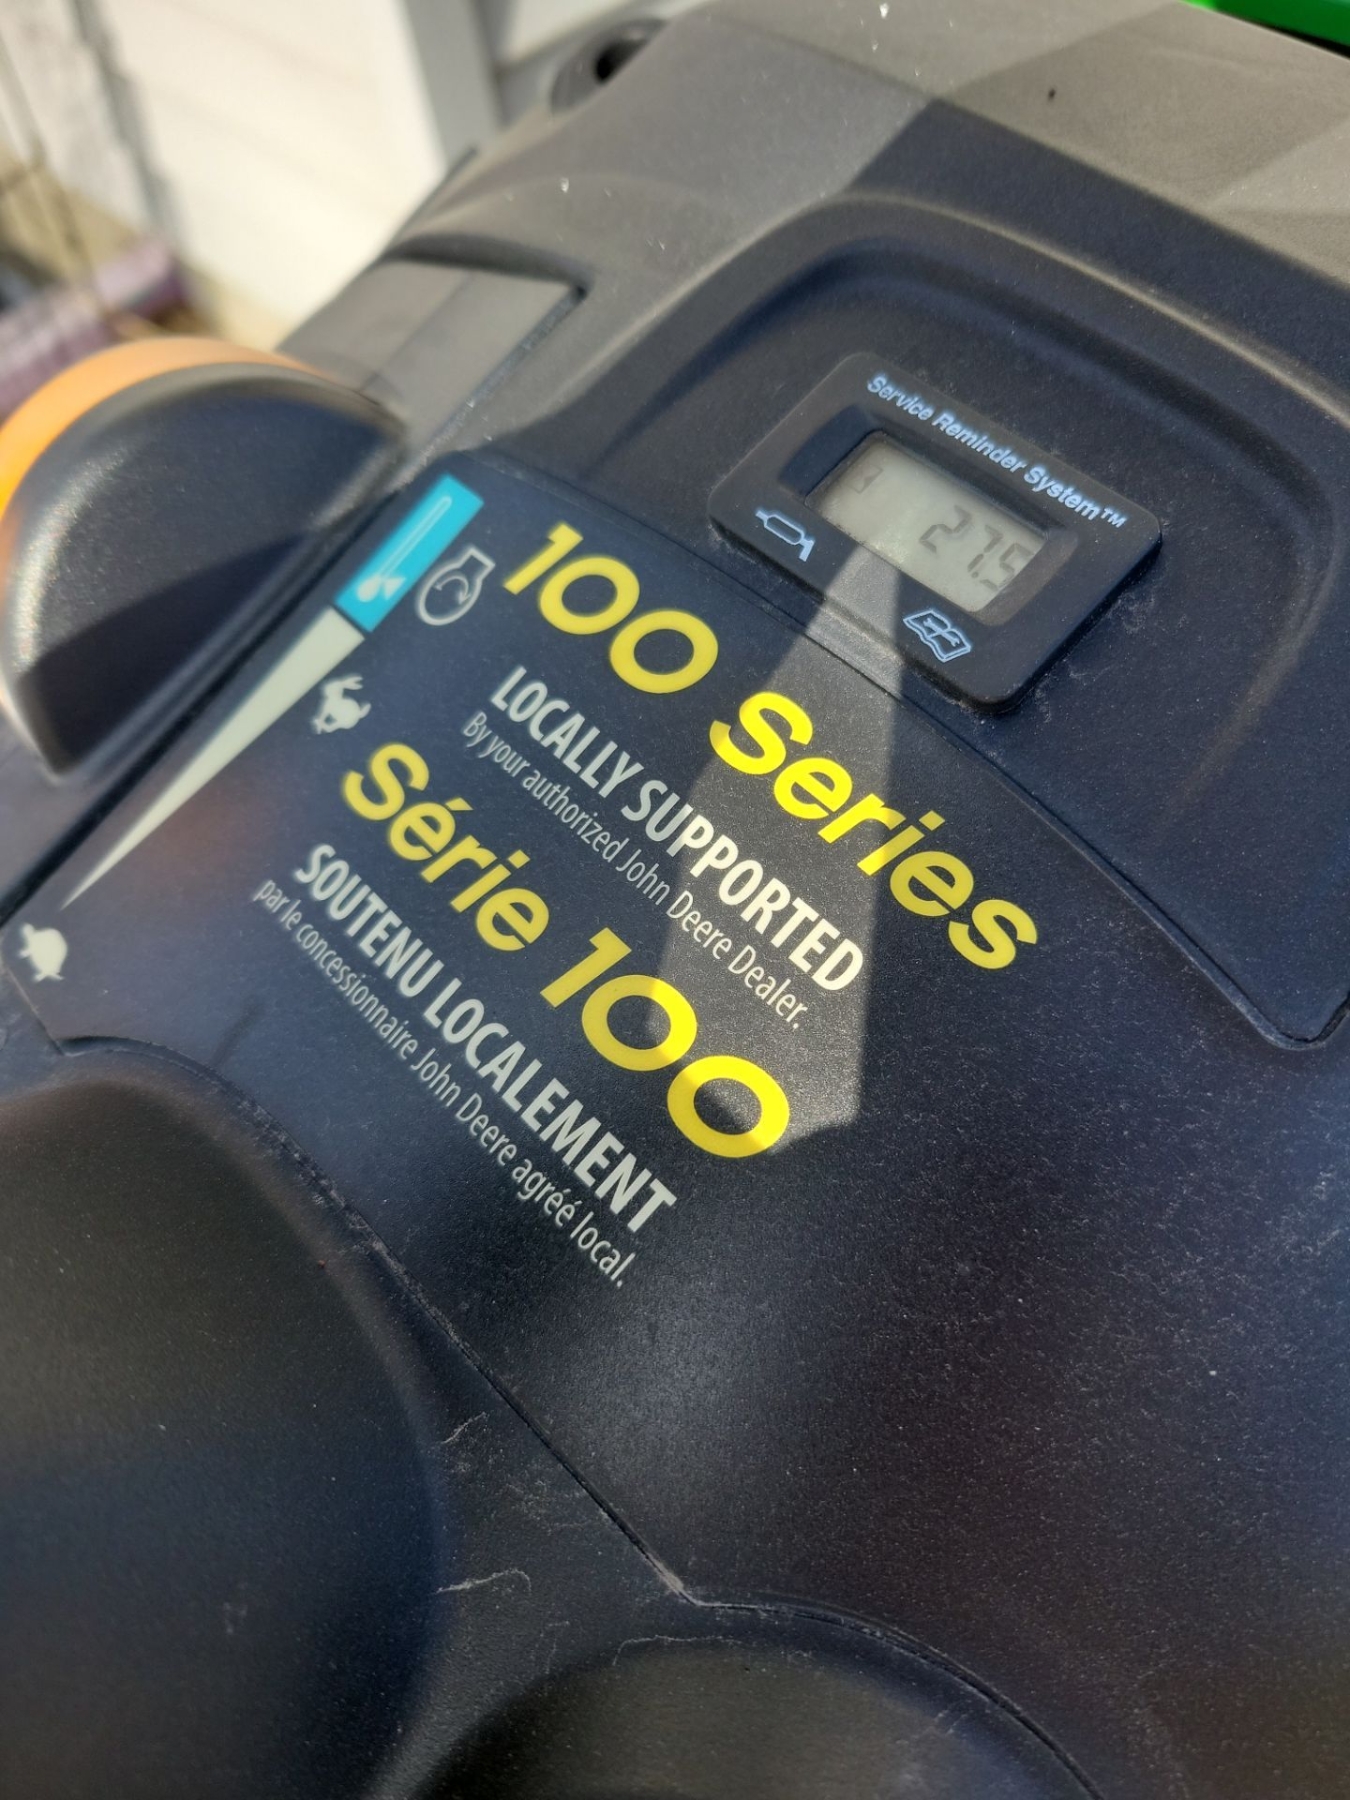 Service Reminder System™
27.5
100 Series
LOCALLY SUPPORTED
By your authorized John Deere Dealer.
Série 100
SOUTENU LOCALEMENT
par le concessionnaire John Deere agréé local.